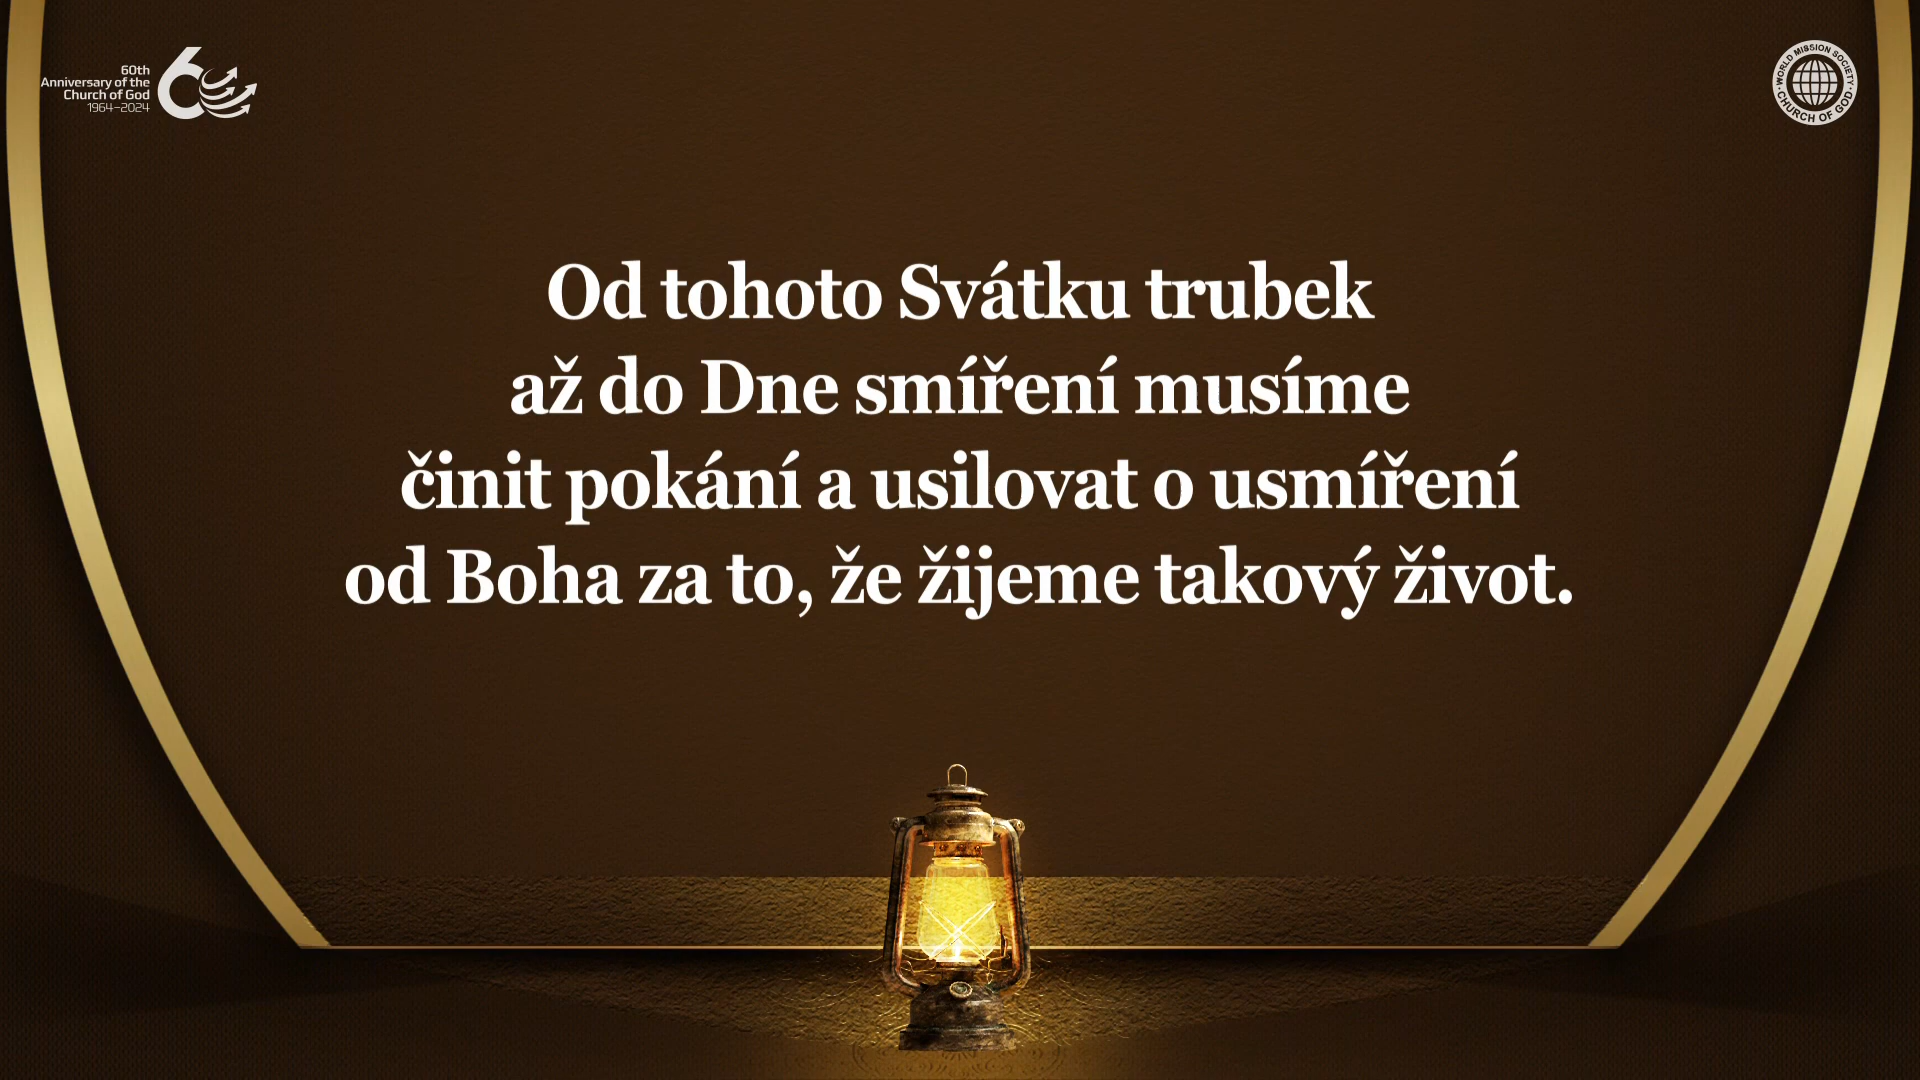 60th
Anniversary of the
Church of God
1964–2024
60
WORLD MISSION SOCIETY
CHURCH OF GOD
Od tohoto Svátku trubek
až do Dne smíření musíme
činit pokání a usilovat o usmíření
od Boha za to, že žijeme takový život.